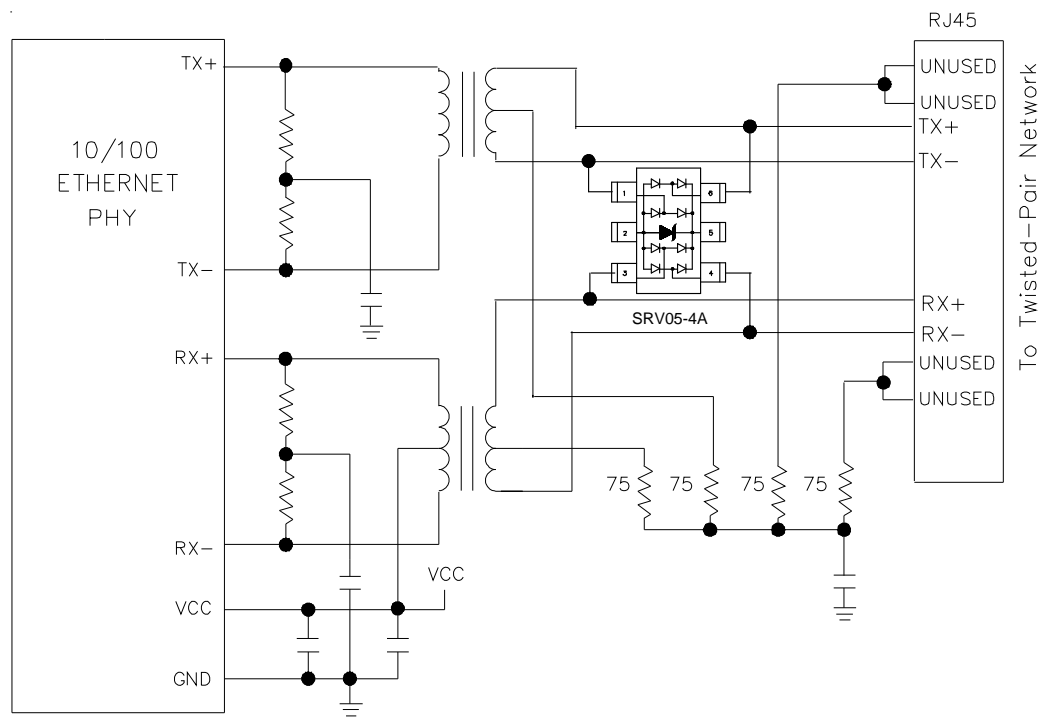 RJ45
TX+
UNUSED
UNUSED
TX+
TX-
10/100
ETHERNET
PHY
1
6
2
5
3
4
TX-
SRV05-4A
RX+
RX-
To Twisted-Pair Network
RX+
UNUSED
UNUSED
75
75
75
75
RX-
VCC
VCC
GND